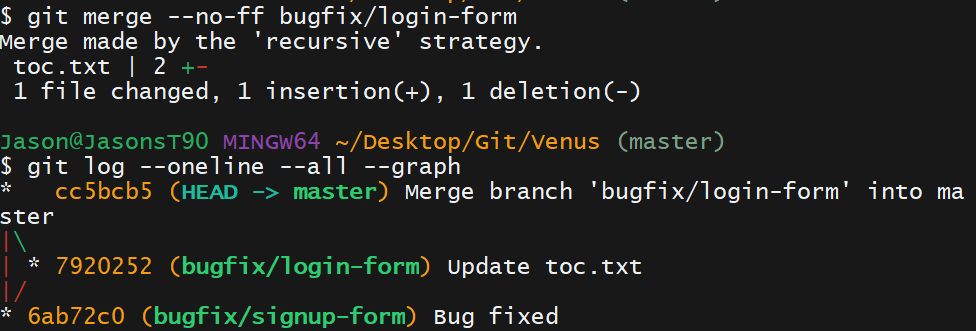 $ git merge --no-ff bugfix/login-form
Merge made by the 'recursive' strategy.
 toc.txt | 2 +-
 1 file changed, 1 insertion(+), 1 deletion(-)

Jason@JasonsT90 MINGW64 ~/Desktop/Git/Venus (master)
$ git log --oneline --all --graph
*   cc5bcb5 (HEAD -> master) Merge branch 'bugfix/login-form' into ma
ster
|\
| * 7920252 (bugfix/login-form) Update toc.txt
|/
* 6ab72c0 (bugfix/signup-form) Bug fixed